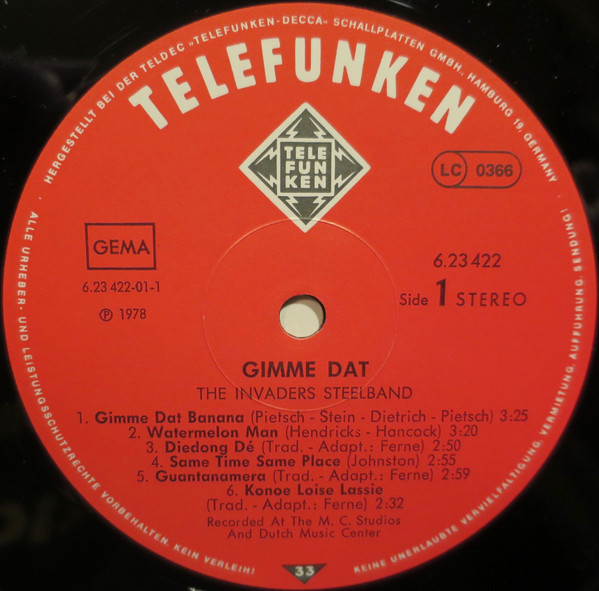 HERGESTELLT BEI DER TELDEC „TELEFUNKEN-DECCA“ SCHALLPLATTEN GMBH, HAMBURG 19, GERMANY
TELEFUNKEN
TELE
FUN
KEN
LC 0366
GEMA
6.23 422-01-1
Ⓟ 1978
6.23 422
Side 1 STEREO
GIMME DAT
THE INVADERS STEELBAND
1. Gimme Dat Banana (Pietsch - Stein - Dietrich - Pietsch) 3:25
2. Watermelon Man (Hendricks - Hancock) 3:20
3. Diedong Dé (Trad. - Adapt.: Ferne) 2:50
4. Same Time Same Place (Johnston) 2:55
5. Guantanamera (Trad. - Adapt.: Ferne) 2:59
6. Konoe Loise Lassie
(Trad. - Adapt.: Ferne) 2:32
Recorded At The M. C. Studios
And Dutch Music Center
33
ALLE URHEBER- UND LEISTUNGSSCHUTZRECHTE VORBEHALTEN. KEIN VERLEIH!
KEINE UNERLAUBTE VERVIELFÄLTIGUNG, VERMIETUNG, AUFFÜHRUNG, SENDUNG!